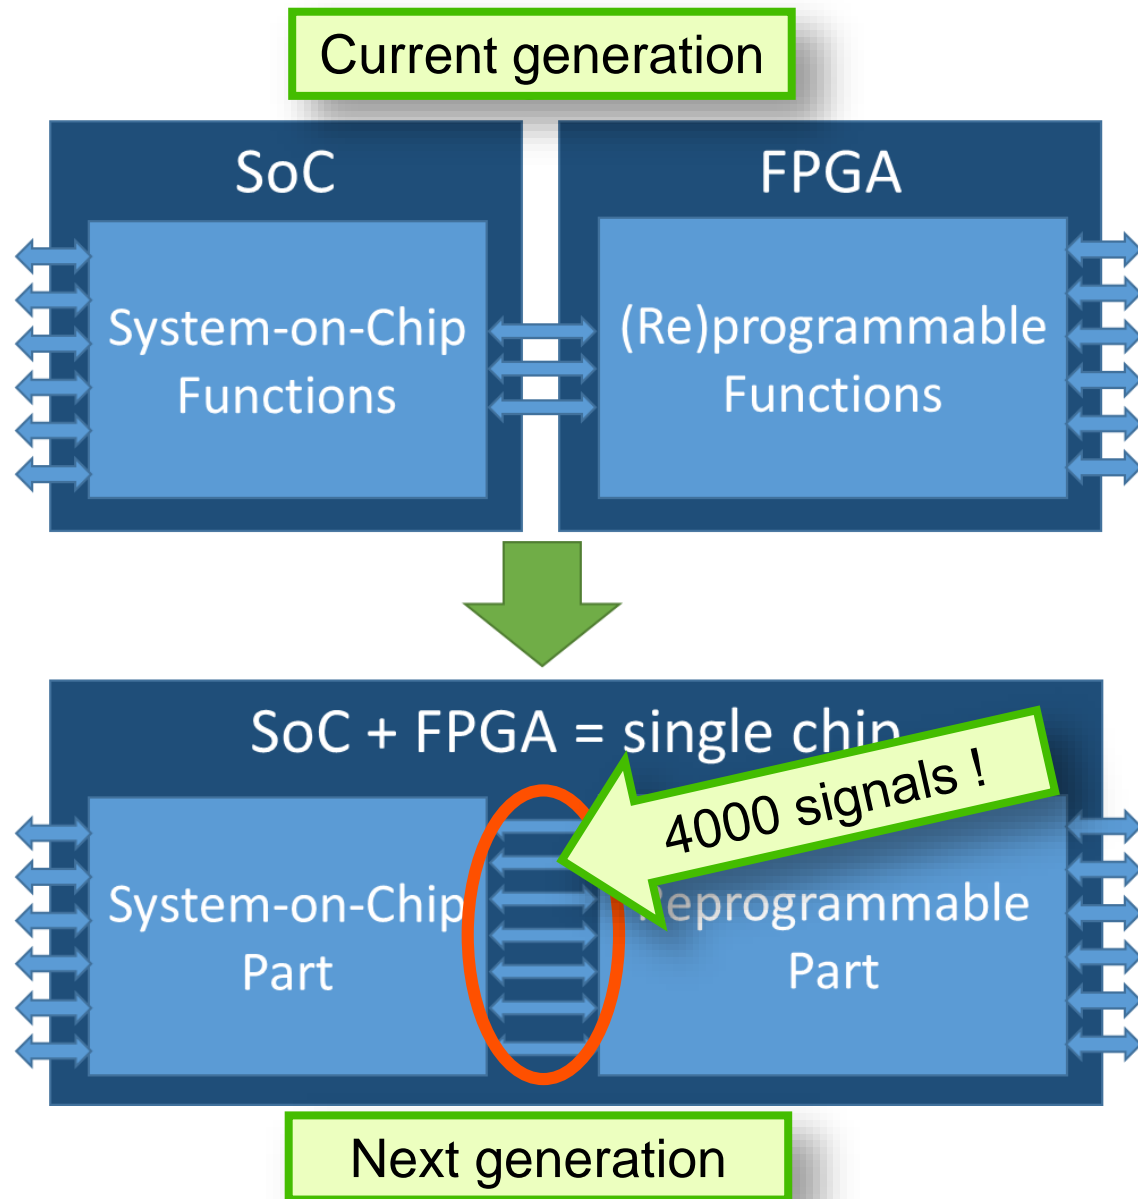 Current generation
SoC
FPGA
System-on-Chip
Functions
(Re)programmable
Functions
SoC + FPGA = single chip
4000 signals !
System-on-Chip
Part
Reprogrammable
Part
Next generation